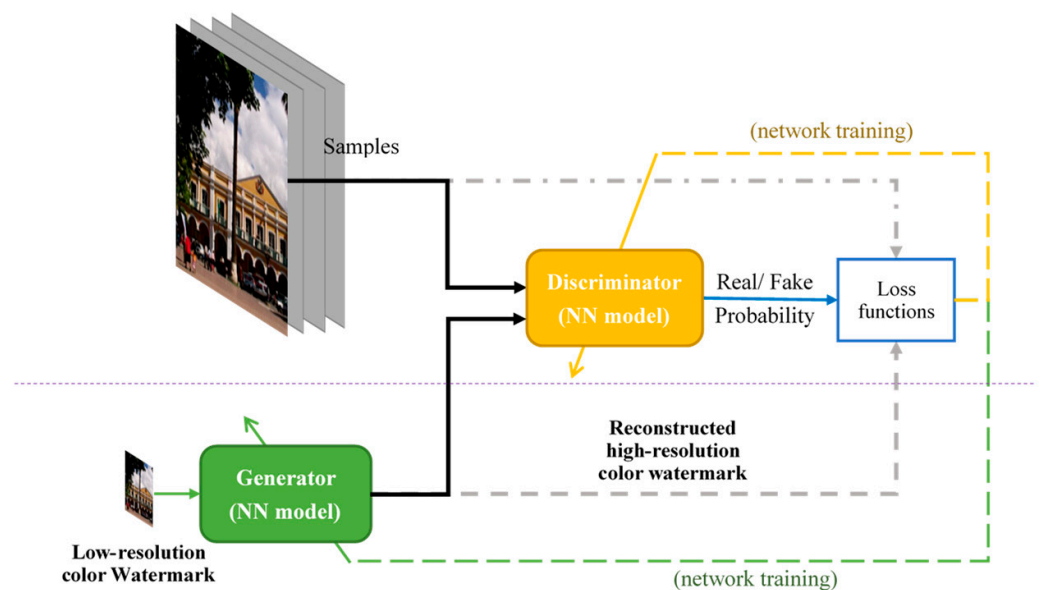 Samples
(network training)
Discriminator
(NN model)
Real/ Fake
Probability
Loss
functions
Reconstructed
high-resolution
color watermark
Generator
(NN model)
Low-resolution
color Watermark
(network training)